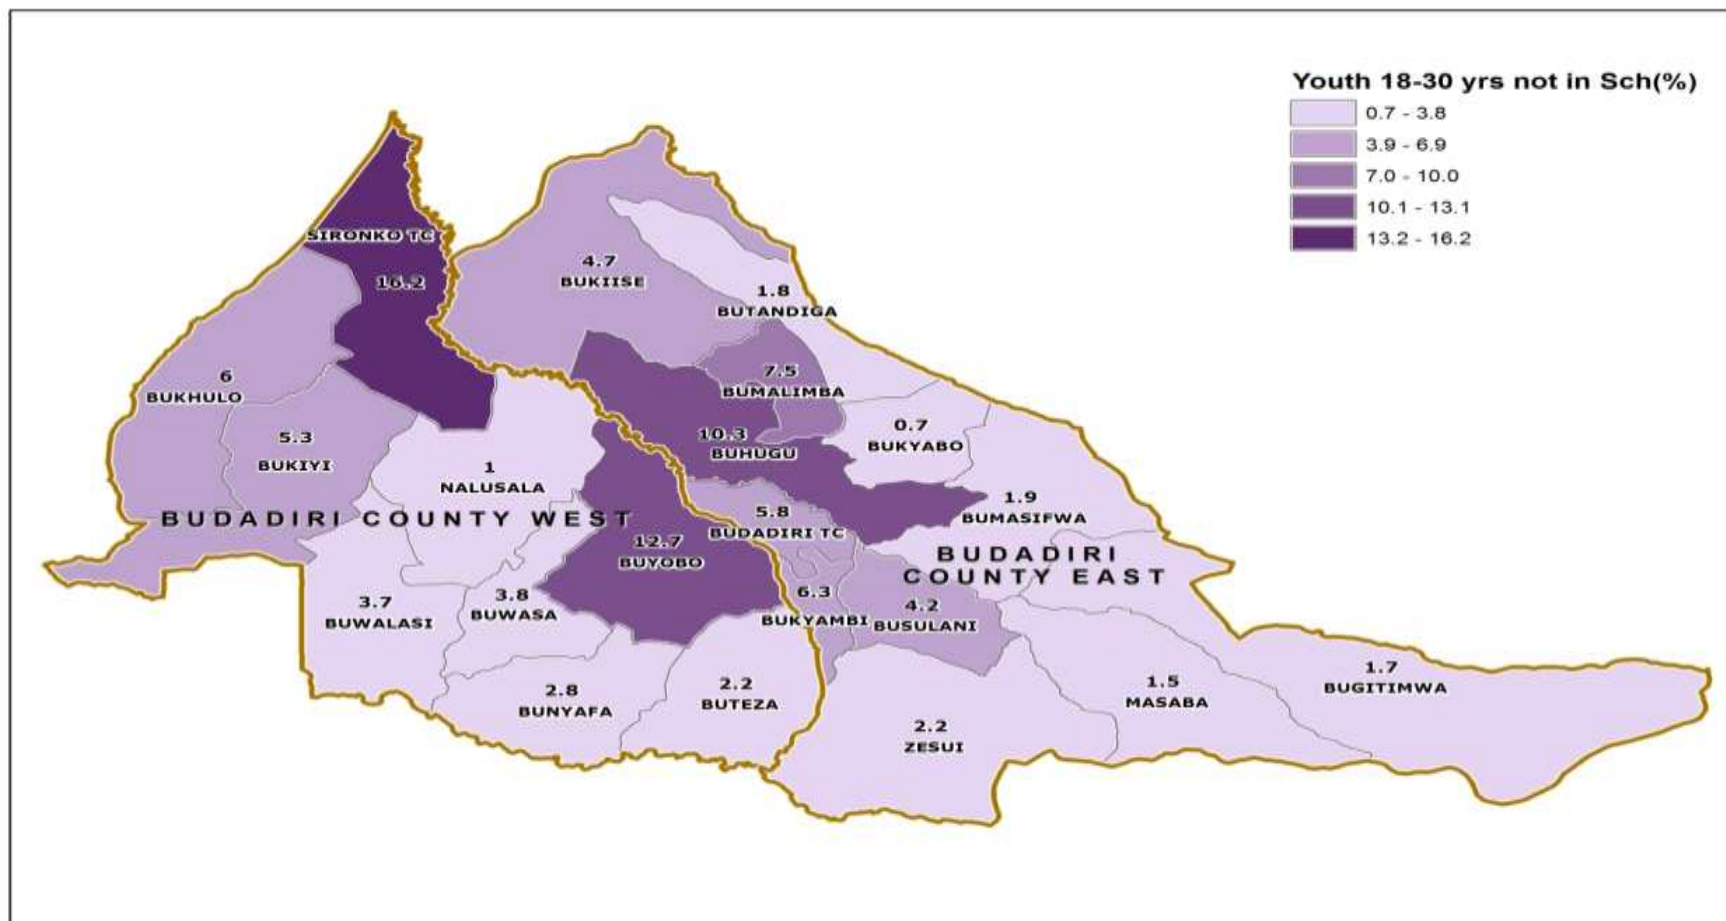 Youth 18-30 yrs not in Sch(%)
0.7 - 3.8
3.9 - 6.9
7.0 - 10.0
10.1 - 13.1
13.2 - 16.2
SIRONKO TC
16.2
4.7
BUKIISE
1.8
BUTANDIGA
6
BUKHULO
7.5
BUMALIMBA
5.3
BUKIYI
10.3
BUHUGU
0.7
BUKYABO
1
NALUSALA
1.9
BUMASIFWA
BUDADIRI COUNTY WEST
5.8
BUDADIRI TC
12.7
BUYOBO
BUDADIRI
COUNTY EAST
3.7
BUWALASI
3.8
BUWASA
6.3
BUKYAMBI
4.2
BUSULANI
2.8
BUNYAFA
2.2
BUTEZA
2.2
ZESUI
1.5
MASABA
1.7
BUGITIMWA